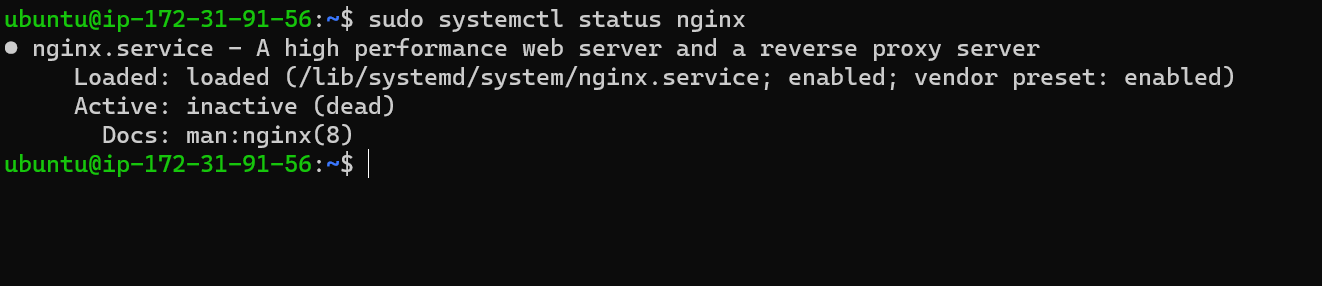 ubuntu@ip-172-31-91-56:~$ sudo systemctl status nginx
● nginx.service - A high performance web server and a reverse proxy server
     Loaded: loaded (/lib/systemd/system/nginx.service; enabled; vendor preset: enabled)
     Active: inactive (dead)
       Docs: man:nginx(8)
ubuntu@ip-172-31-91-56:~$